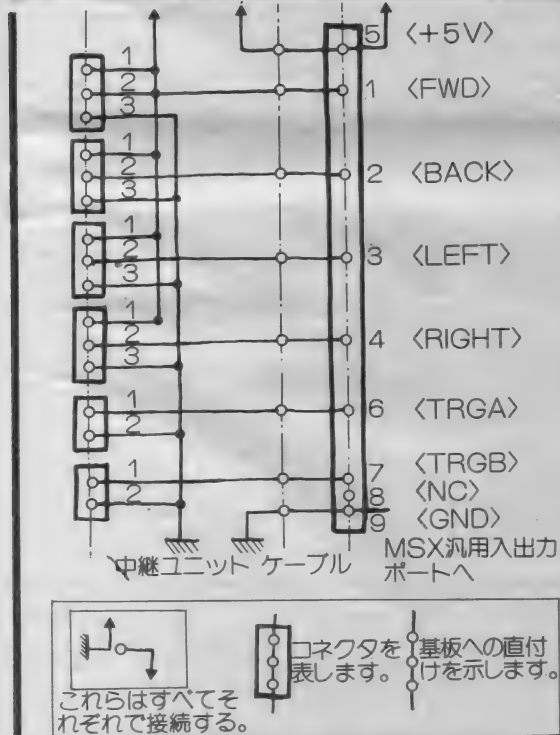 5 〈+5V〉
1
2
3
1 〈FWD〉
1
2
3
2 〈BACK〉
1
2
3
3 〈LEFT〉
1
2
3
4 〈RIGHT〉
1
2
6 〈TRGA〉
1
2
7 〈TRGB〉
8 〈NC〉
9 〈GND〉
中継ユニット ケーブル
MSX汎用入出力
ポートへ
これらはすべてそ
れぞれで接続する。
コネクタを
表します。
基板への直付
けを示します。